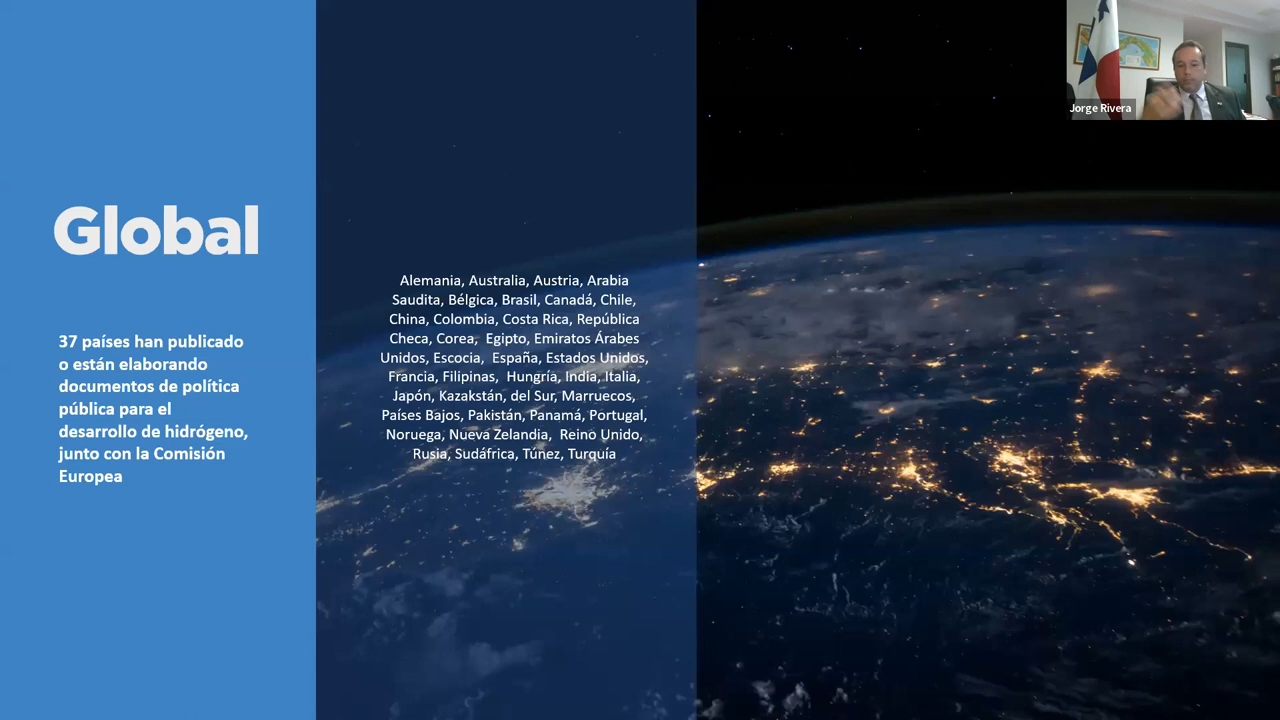 Global
37 países han publicado
o están elaborando
documentos de política
pública para el
desarrollo de hidrógeno,
junto con la Comisión
Europea
Alemania, Australia, Austria, Arabia
Saudita, Bélgica, Brasil, Canadá, Chile,
China, Colombia, Costa Rica, República
Checa, Corea,  Egipto, Emiratos Árabes
Unidos, Escocia,  España, Estados Unidos,
Francia, Filipinas,  Hungría, India, Italia,
Japón, Kazakstán, del Sur, Marruecos,
Países Bajos, Pakistán, Panamá, Portugal,
Noruega, Nueva Zelandia,  Reino Unido,
Rusia, Sudáfrica, Túnez, Turquía
Jorge Rivera